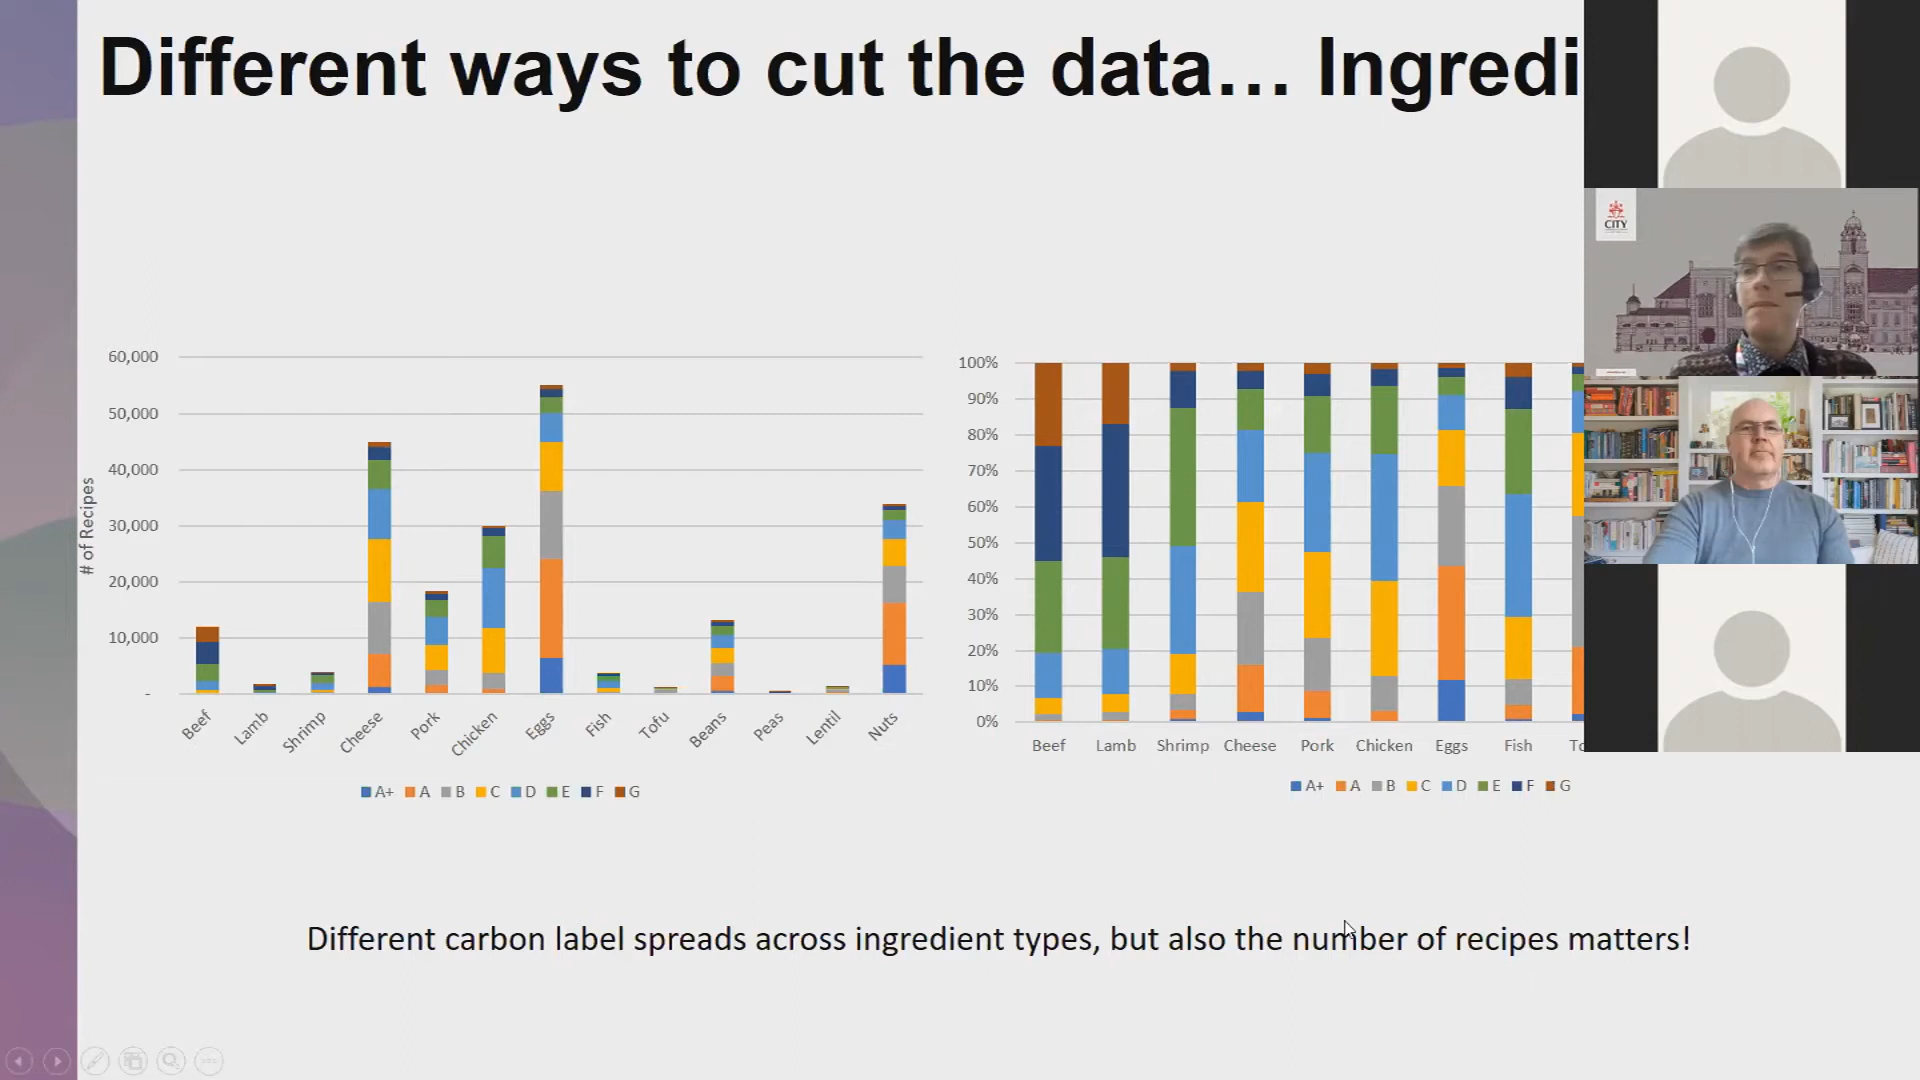 Different ways to cut the data… Ingredi
CITY
60,000
50,000
40,000
30,000
20,000
10,000
-
# of Recipes
Beef
Lamb
Shrimp
Cheese
Pork
Chicken
Eggs
Fish
Tofu
Beans
Peas
Lentil
Nuts
A+ A B C D E F G
100%
90%
80%
70%
60%
50%
40%
30%
20%
10%
0%
Beef Lamb Shrimp Cheese Pork Chicken Eggs Fish
A+ A B C D E F G
Different carbon label spreads across ingredient types, but also the number of recipes matters!